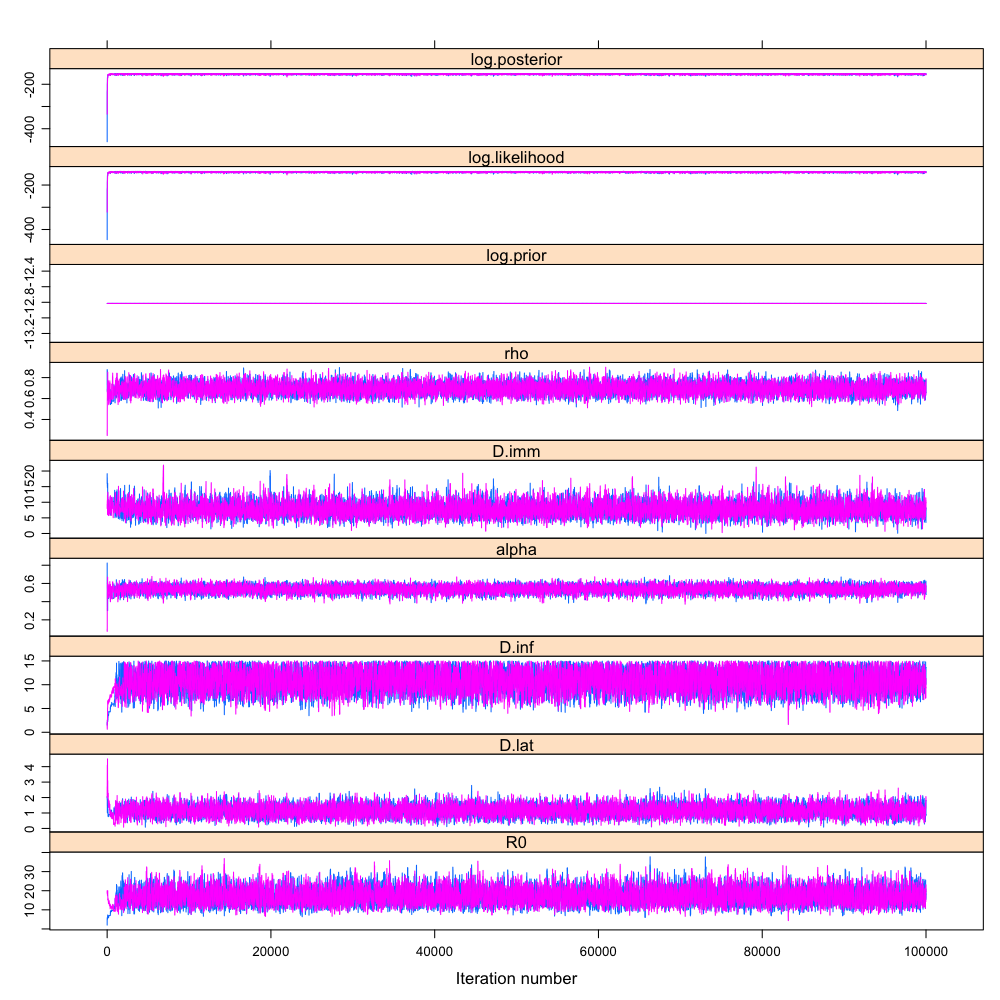 log.posterior
-400 -200
log.likelihood
-400 -200
log.prior
-13.2 -12.8 -12.4
rho
0.4 0.6 0.8
D.imm
0 5 10 15 20
alpha
0.2 0.6
D.inf
0 5 10 15
D.lat
0 1 2 3 4
R0
10 20 30
0 20000 40000 60000 80000 100000
Iteration number